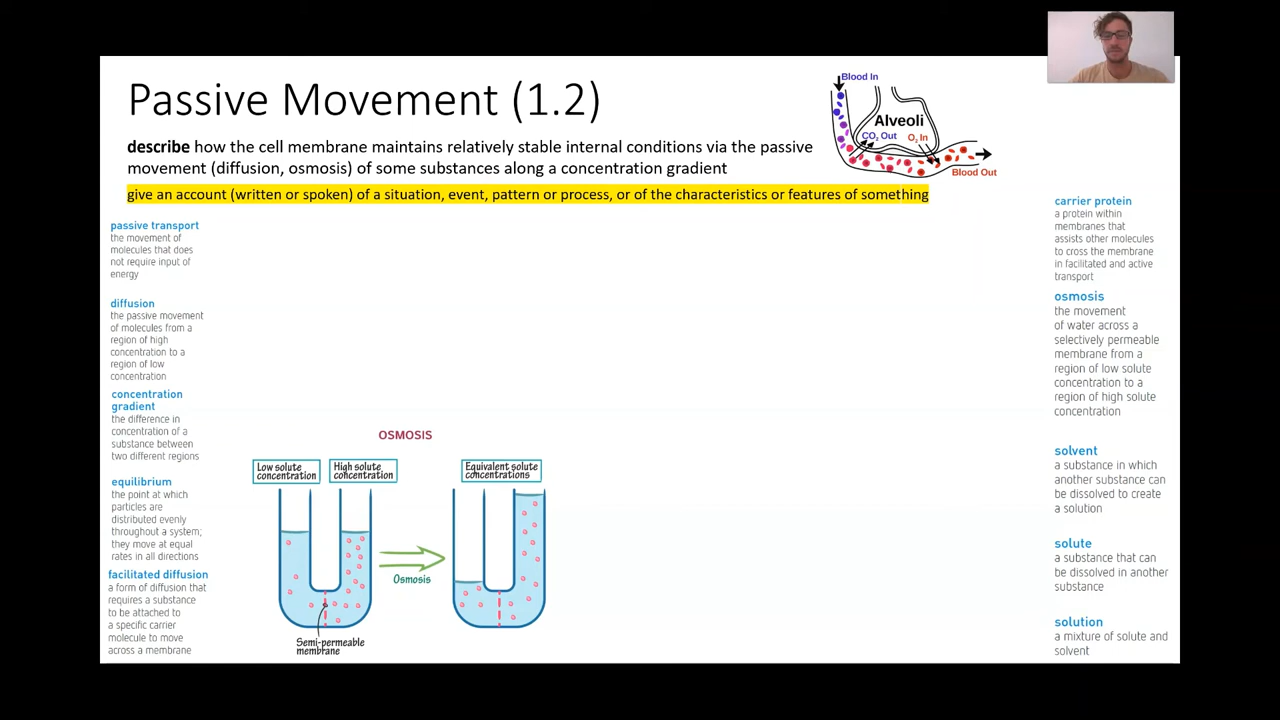 Passive Movement (1.2)
describe how the cell membrane maintains relatively stable internal conditions via the passive
movement (diffusion, osmosis) of some substances along a concentration gradient
give an account (written or spoken) of a situation, event, pattern or process, or of the characteristics or features of something
Blood In
Alveoli
CO₂ Out
O₂ In
Blood Out
passive transport
the movement of
molecules that does
not require input of
energy
diffusion
the passive movement
of molecules from a
region of high
concentration to a
region of low
concentration
concentration
gradient
the difference in
concentration of a
substance between
two different regions
equilibrium
the point at which
particles are
distributed evenly
throughout a system;
they move at equal
rates in all directions
facilitated diffusion
a form of diffusion that
requires a substance
to be attached to
a specific carrier
molecule to move
across a membrane
OSMOSIS
Low solute
concentration
High solute
concentration
Equivalent solute
concentrations
Osmosis
Semi-permeable
membrane
carrier protein
a protein within
membranes that
assists other molecules
to cross the membrane
in facilitated and active
transport
osmosis
the movement
of water across a
selectively permeable
membrane from a
region of low solute
concentration to a
region of high solute
concentration
solvent
a substance in which
another substance can
be dissolved to create
a solution
solute
a substance that can
be dissolved in another
substance
solution
a mixture of solute and
solvent